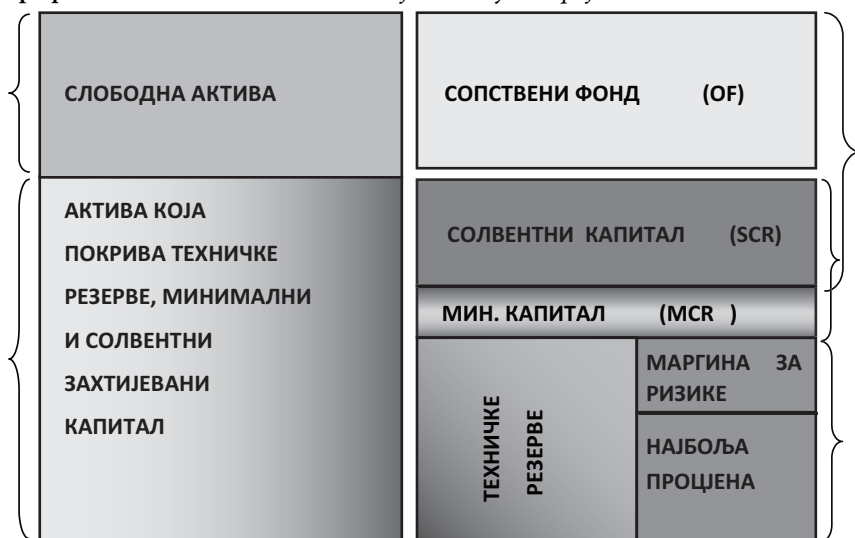 СЛОБОДНА АКТИВА
АКТИВА КОЈА
ПОКРИВА ТЕХНИЧКЕ
РЕЗЕРВЕ, МИНИМАЛНИ
И СОЛВЕНТНИ
ЗАХТИЈЕВАНИ
КАПИТАЛ
СОПСТВЕНИ ФОНД (OF)
СОЛВЕНТНИ КАПИТАЛ (SCR)
МИН. КАПИТАЛ (MCR )
ТЕХНИЧКЕ
РЕЗЕРВЕ
МАРГИНА ЗА
РИЗИКЕ
НАЈБОЉА
ПРОЦЈЕНА